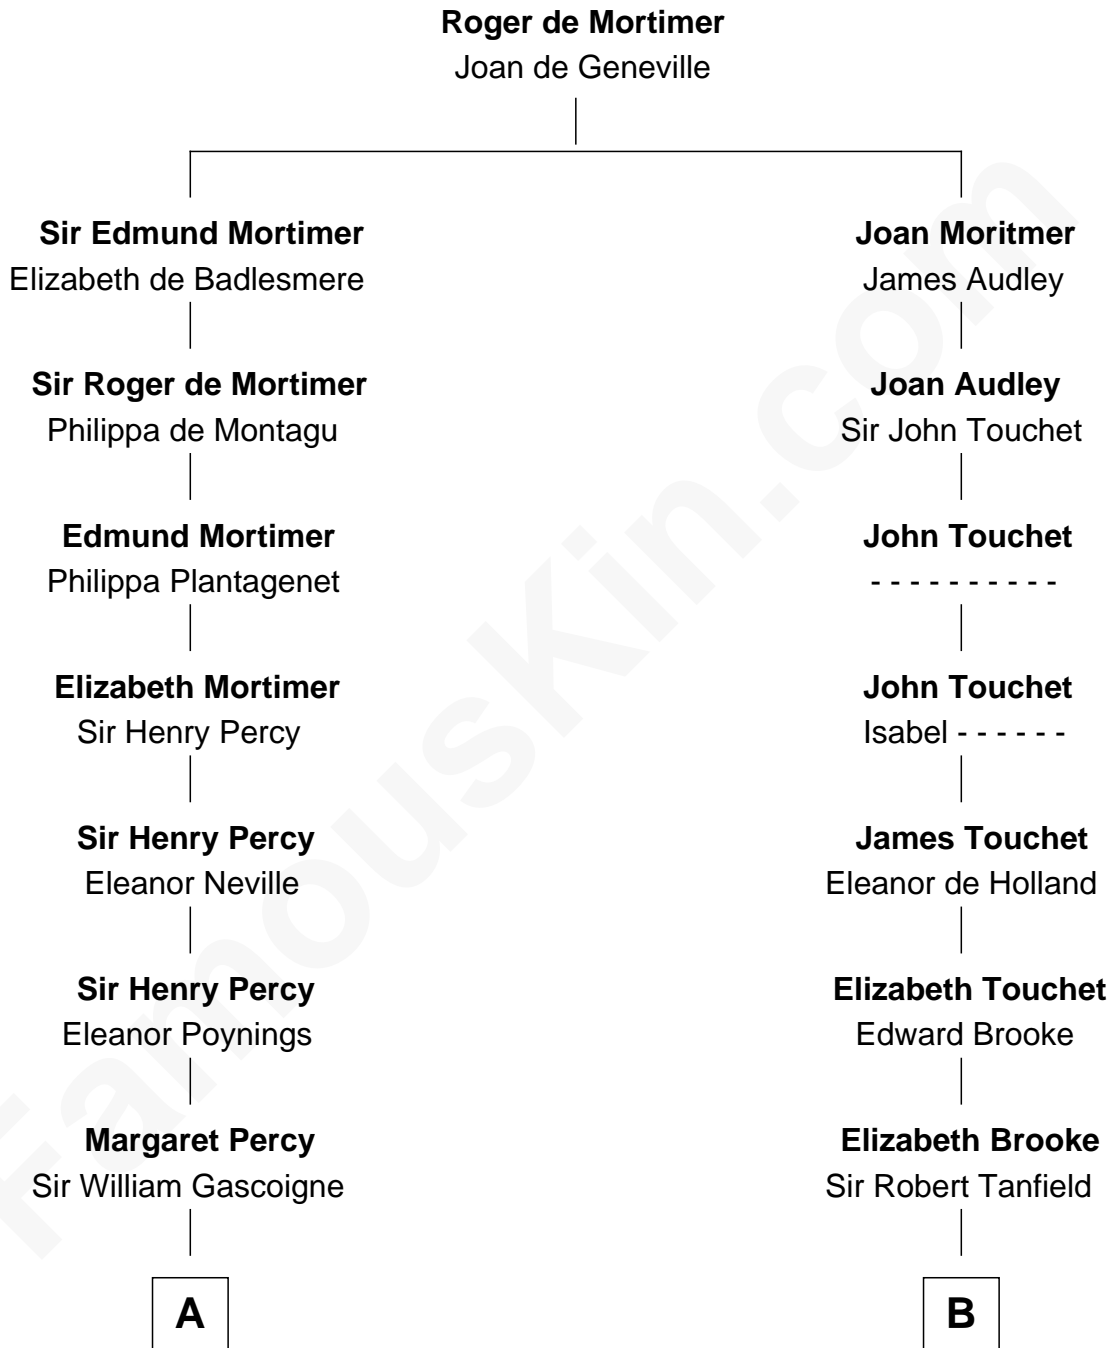 Roger de Mortimer
Joan de Geneville
Sir Edmund Mortimer
Elizabeth de Badlesmere
Joan Moritmer
James Audley
Sir Roger de Mortimer
Philippa de Montagu
Joan Audley
Sir John Touchet
Edmund Mortimer
Philippa Plantagenet
John Touchet
- - - - - - - - - -
Elizabeth Mortimer
Sir Henry Percy
John Touchet
Isabel - - - - - -
Sir Henry Percy
Eleanor Neville
James Touchet
Eleanor de Holland
Sir Henry Percy
Eleanor Poynings
Elizabeth Touchet
Edward Brooke
Margaret Percy
Sir William Gascoigne
Elizabeth Brooke
Sir Robert Tanfield
A
B
FamousKin.com